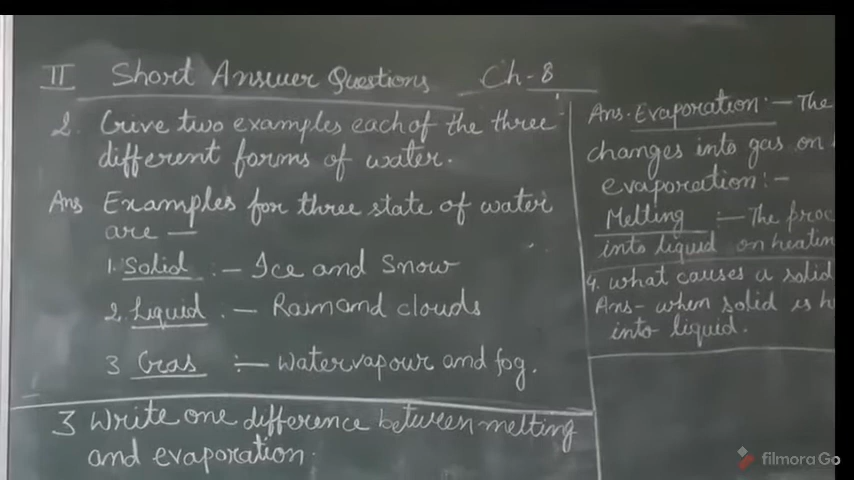 II Short Answer Questions Ch-8
2. Give two examples each of the three
different forms of water.
Ans Examples for three state of water
are —
1. Solid :- Ice and Snow
2. Liquid :- Rain and clouds
3 Gas :- Watervapour and fog.
3 Write one difference between melting
and evaporation.
Ans. Evaporation :- The
changes into gas on
evaporation :-
Melting :- The proc
into liquid on heatin
4. What causes a solid
Ans- when solid is h
into liquid.
filmora Go